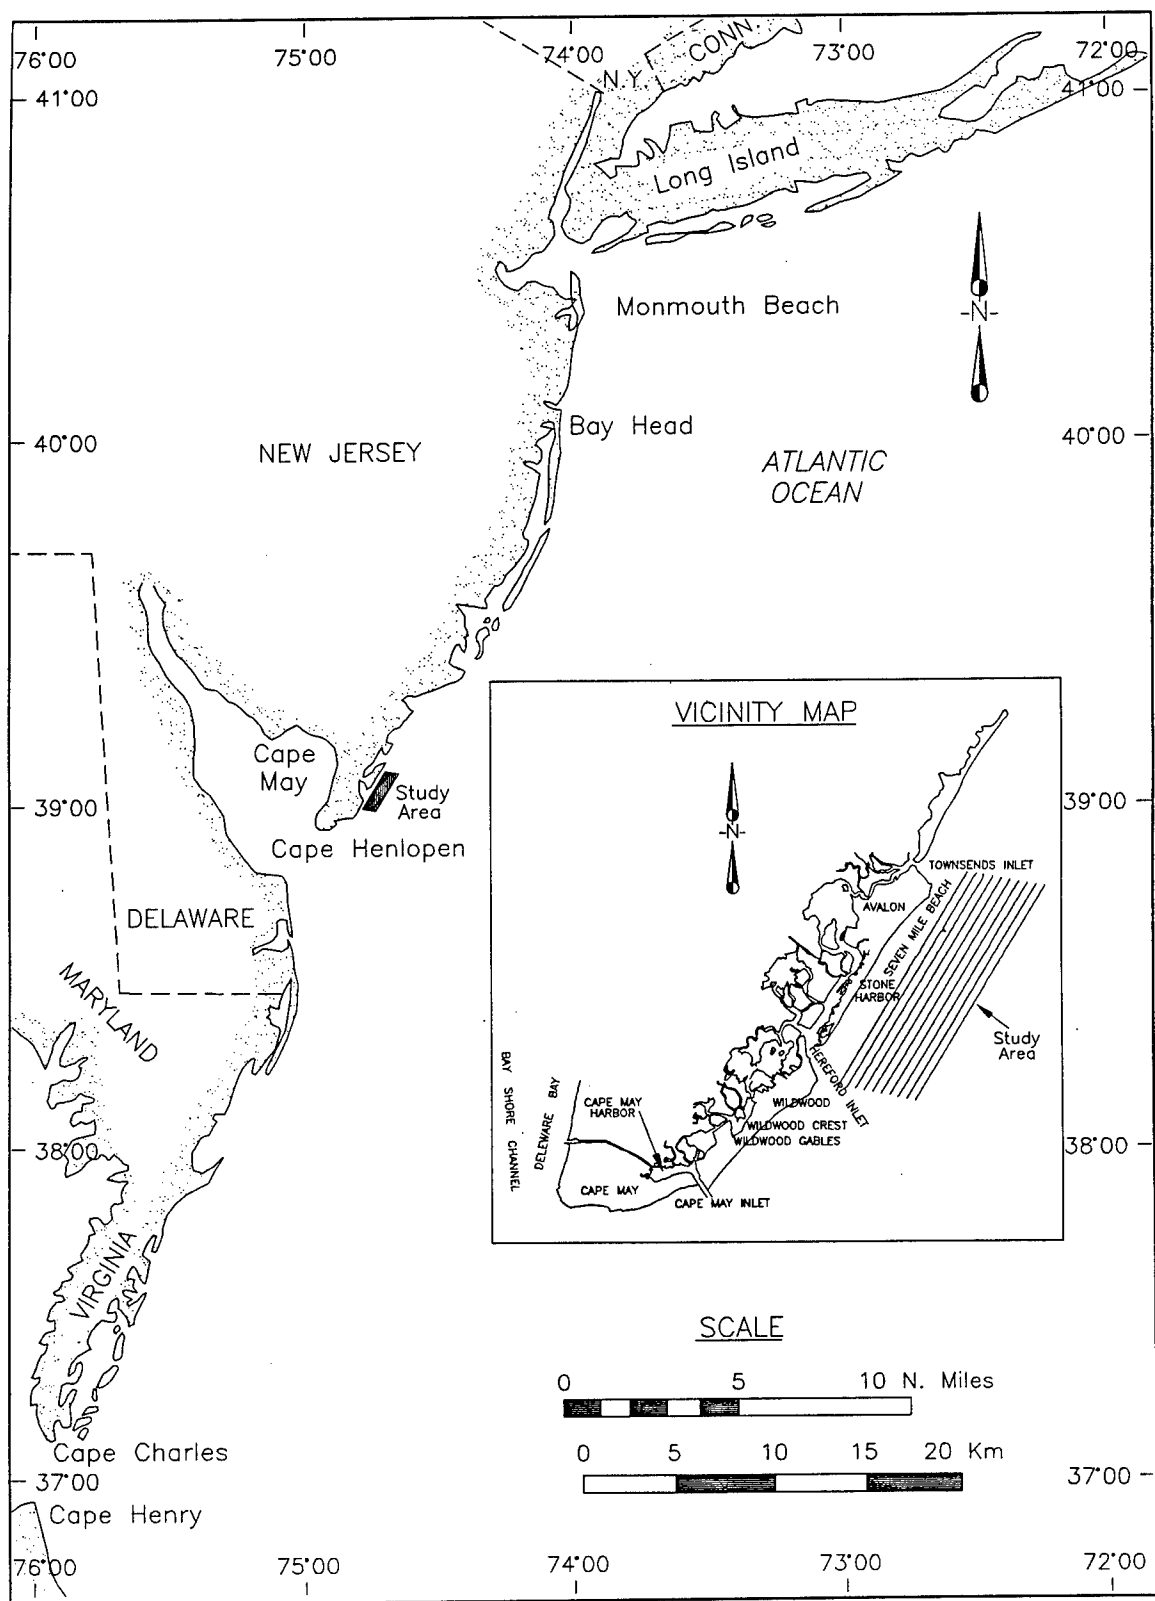 76°00
75°00
74°00
73°00
72°00
N.Y.
CONN.
41°00
41°00
Long Island
Monmouth Beach
-N-
Bay Head
40°00
40°00
NEW JERSEY
ATLANTIC
OCEAN
VICINITY MAP
-N-
Cape
May
Study
Area
39°00
39°00
Cape Henlopen
TOWNSENDS INLET
AVALON
SEVEN MILE BEACH
DELAWARE
STONE
HARBOR
MARYLAND
Study
Area
HEREFORD INLET
BAY SHORE CHANNEL
DELEWARE BAY
CAPE MAY
HARBOR
WILDWOOD
WILDWOOD CREST
WILDWOOD GABLES
38°00
38°00
CAPE MAY
CAPE MAY INLET
VIRGINIA
SCALE
0 5 10 N. Miles
0 5 10 15 20 Km
Cape Charles
37°00
37°00
Cape Henry
76°00
75°00
74°00
73°00
72°00